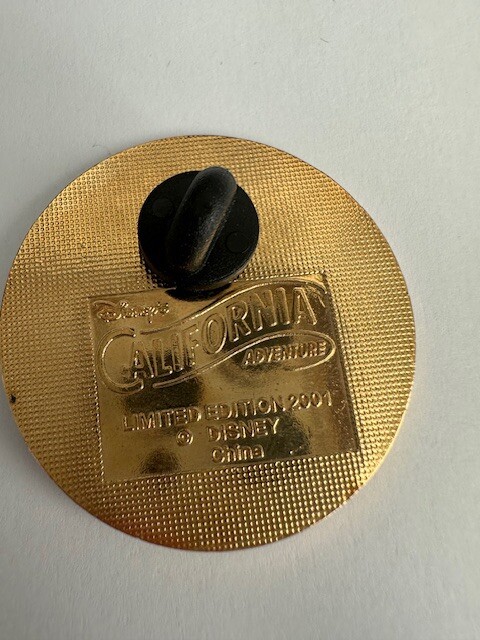 Disney's
CALIFORNIA
ADVENTURE
LIMITED EDITION 2001
© DISNEY
China